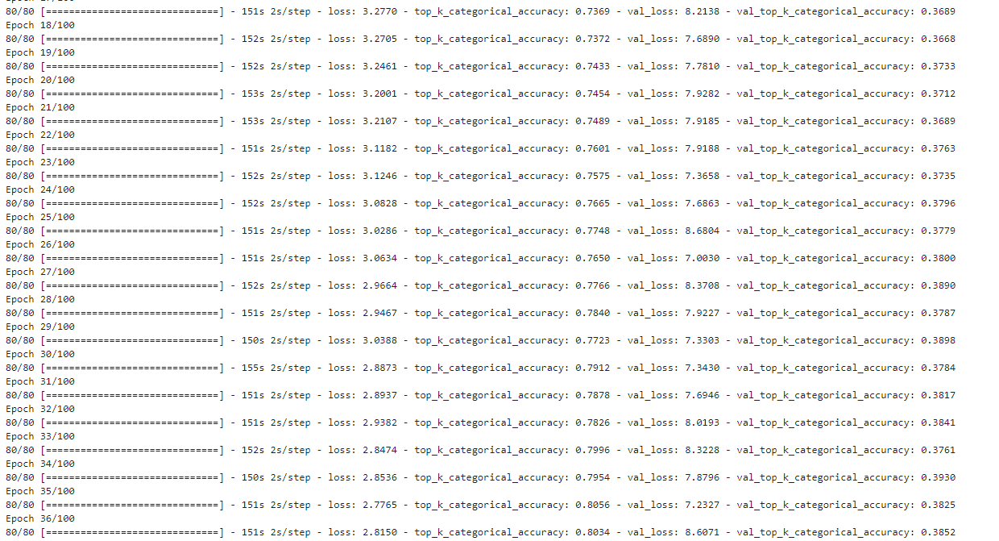 80/80 [==============================] - 151s 2s/step - loss: 3.2770 - top_k_categorical_accuracy: 0.7369 - val_loss: 8.2138 - val_top_k_categorical_accuracy: 0.3689
Epoch 18/100
80/80 [==============================] - 152s 2s/step - loss: 3.2705 - top_k_categorical_accuracy: 0.7372 - val_loss: 7.6890 - val_top_k_categorical_accuracy: 0.3668
Epoch 19/100
80/80 [==============================] - 152s 2s/step - loss: 3.2461 - top_k_categorical_accuracy: 0.7433 - val_loss: 7.7810 - val_top_k_categorical_accuracy: 0.3733
Epoch 20/100
80/80 [==============================] - 153s 2s/step - loss: 3.2001 - top_k_categorical_accuracy: 0.7454 - val_loss: 7.9282 - val_top_k_categorical_accuracy: 0.3712
Epoch 21/100
80/80 [==============================] - 153s 2s/step - loss: 3.2107 - top_k_categorical_accuracy: 0.7489 - val_loss: 7.9185 - val_top_k_categorical_accuracy: 0.3689
Epoch 22/100
80/80 [==============================] - 151s 2s/step - loss: 3.1182 - top_k_categorical_accuracy: 0.7601 - val_loss: 7.9188 - val_top_k_categorical_accuracy: 0.3763
Epoch 23/100
80/80 [==============================] - 152s 2s/step - loss: 3.1246 - top_k_categorical_accuracy: 0.7575 - val_loss: 7.3658 - val_top_k_categorical_accuracy: 0.3735
Epoch 24/100
80/80 [==============================] - 152s 2s/step - loss: 3.0828 - top_k_categorical_accuracy: 0.7665 - val_loss: 7.6863 - val_top_k_categorical_accuracy: 0.3796
Epoch 25/100
80/80 [==============================] - 151s 2s/step - loss: 3.0286 - top_k_categorical_accuracy: 0.7748 - val_loss: 8.6804 - val_top_k_categorical_accuracy: 0.3779
Epoch 26/100
80/80 [==============================] - 151s 2s/step - loss: 3.0634 - top_k_categorical_accuracy: 0.7650 - val_loss: 7.0030 - val_top_k_categorical_accuracy: 0.3800
Epoch 27/100
80/80 [==============================] - 152s 2s/step - loss: 2.9664 - top_k_categorical_accuracy: 0.7766 - val_loss: 8.3708 - val_top_k_categorical_accuracy: 0.3890
Epoch 28/100
80/80 [==============================] - 151s 2s/step - loss: 2.9467 - top_k_categorical_accuracy: 0.7840 - val_loss: 7.9227 - val_top_k_categorical_accuracy: 0.3787
Epoch 29/100
80/80 [==============================] - 150s 2s/step - loss: 3.0388 - top_k_categorical_accuracy: 0.7723 - val_loss: 7.3303 - val_top_k_categorical_accuracy: 0.3898
Epoch 30/100
80/80 [==============================] - 155s 2s/step - loss: 2.8873 - top_k_categorical_accuracy: 0.7912 - val_loss: 7.3430 - val_top_k_categorical_accuracy: 0.3784
Epoch 31/100
80/80 [==============================] - 151s 2s/step - loss: 2.8937 - top_k_categorical_accuracy: 0.7878 - val_loss: 7.6946 - val_top_k_categorical_accuracy: 0.3817
Epoch 32/100
80/80 [==============================] - 151s 2s/step - loss: 2.9382 - top_k_categorical_accuracy: 0.7826 - val_loss: 8.0193 - val_top_k_categorical_accuracy: 0.3841
Epoch 33/100
80/80 [==============================] - 152s 2s/step - loss: 2.8474 - top_k_categorical_accuracy: 0.7996 - val_loss: 8.3228 - val_top_k_categorical_accuracy: 0.3761
Epoch 34/100
80/80 [==============================] - 150s 2s/step - loss: 2.8536 - top_k_categorical_accuracy: 0.7954 - val_loss: 7.8796 - val_top_k_categorical_accuracy: 0.3930
Epoch 35/100
80/80 [==============================] - 151s 2s/step - loss: 2.7765 - top_k_categorical_accuracy: 0.8056 - val_loss: 7.2327 - val_top_k_categorical_accuracy: 0.3825
Epoch 36/100
80/80 [==============================] - 151s 2s/step - loss: 2.8150 - top_k_categorical_accuracy: 0.8034 - val_loss: 8.6071 - val_top_k_categorical_accuracy: 0.3852